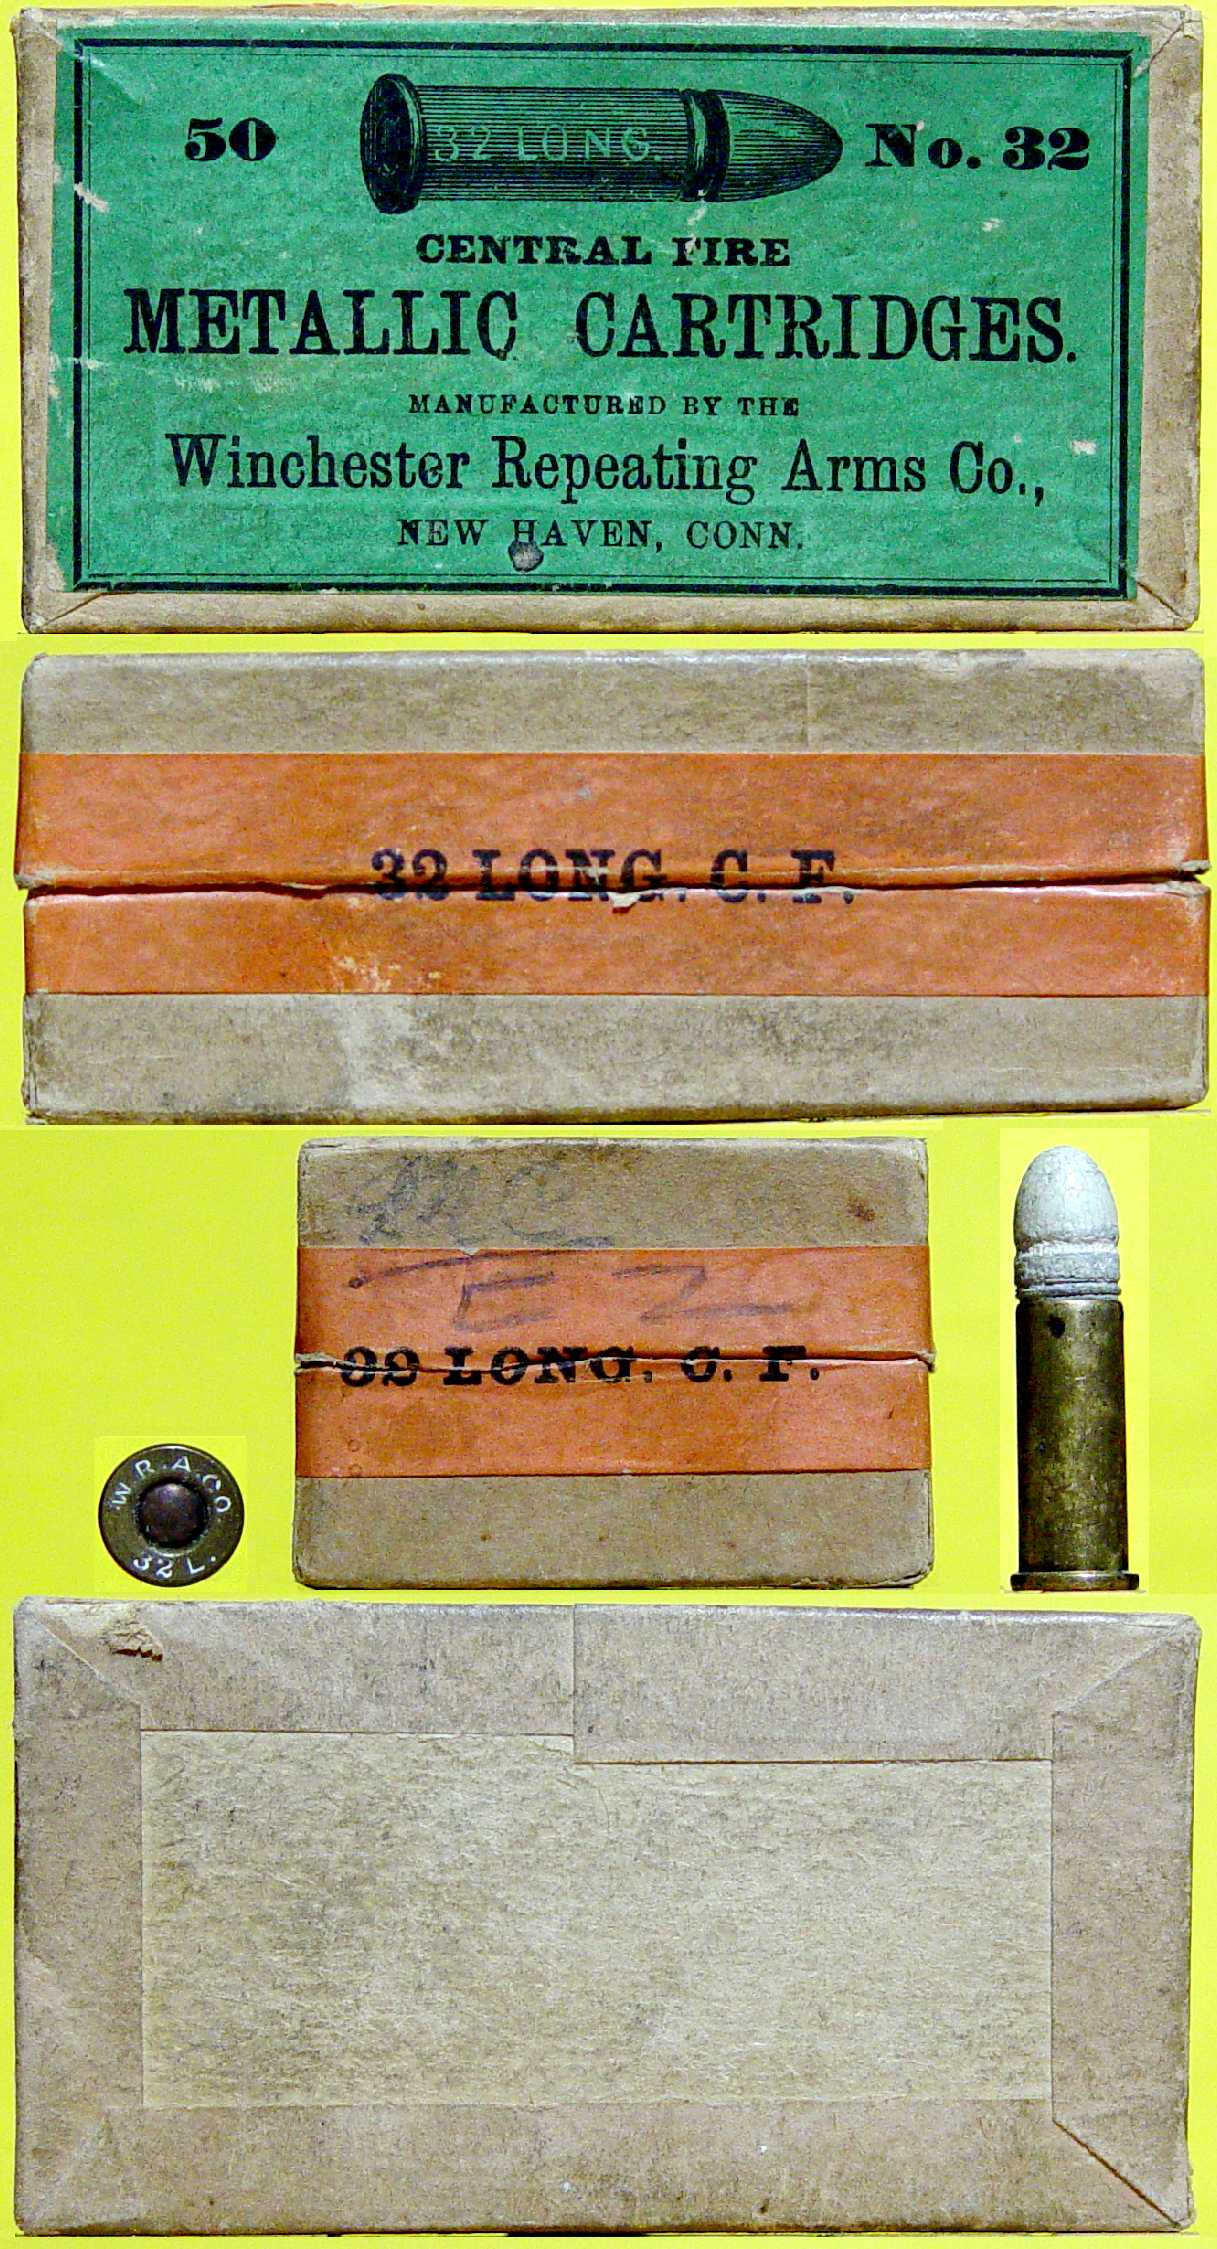 50
32 LONG.
No. 32
CENTRAL FIRE
METALLIC CARTRIDGES.
MANUFACTURED BY THE
Winchester Repeating Arms Co.,
NEW HAVEN, CONN.
32 LONG. C. F.
E Z
32 LONG. C. F.
W.R.A.CO
32 L.